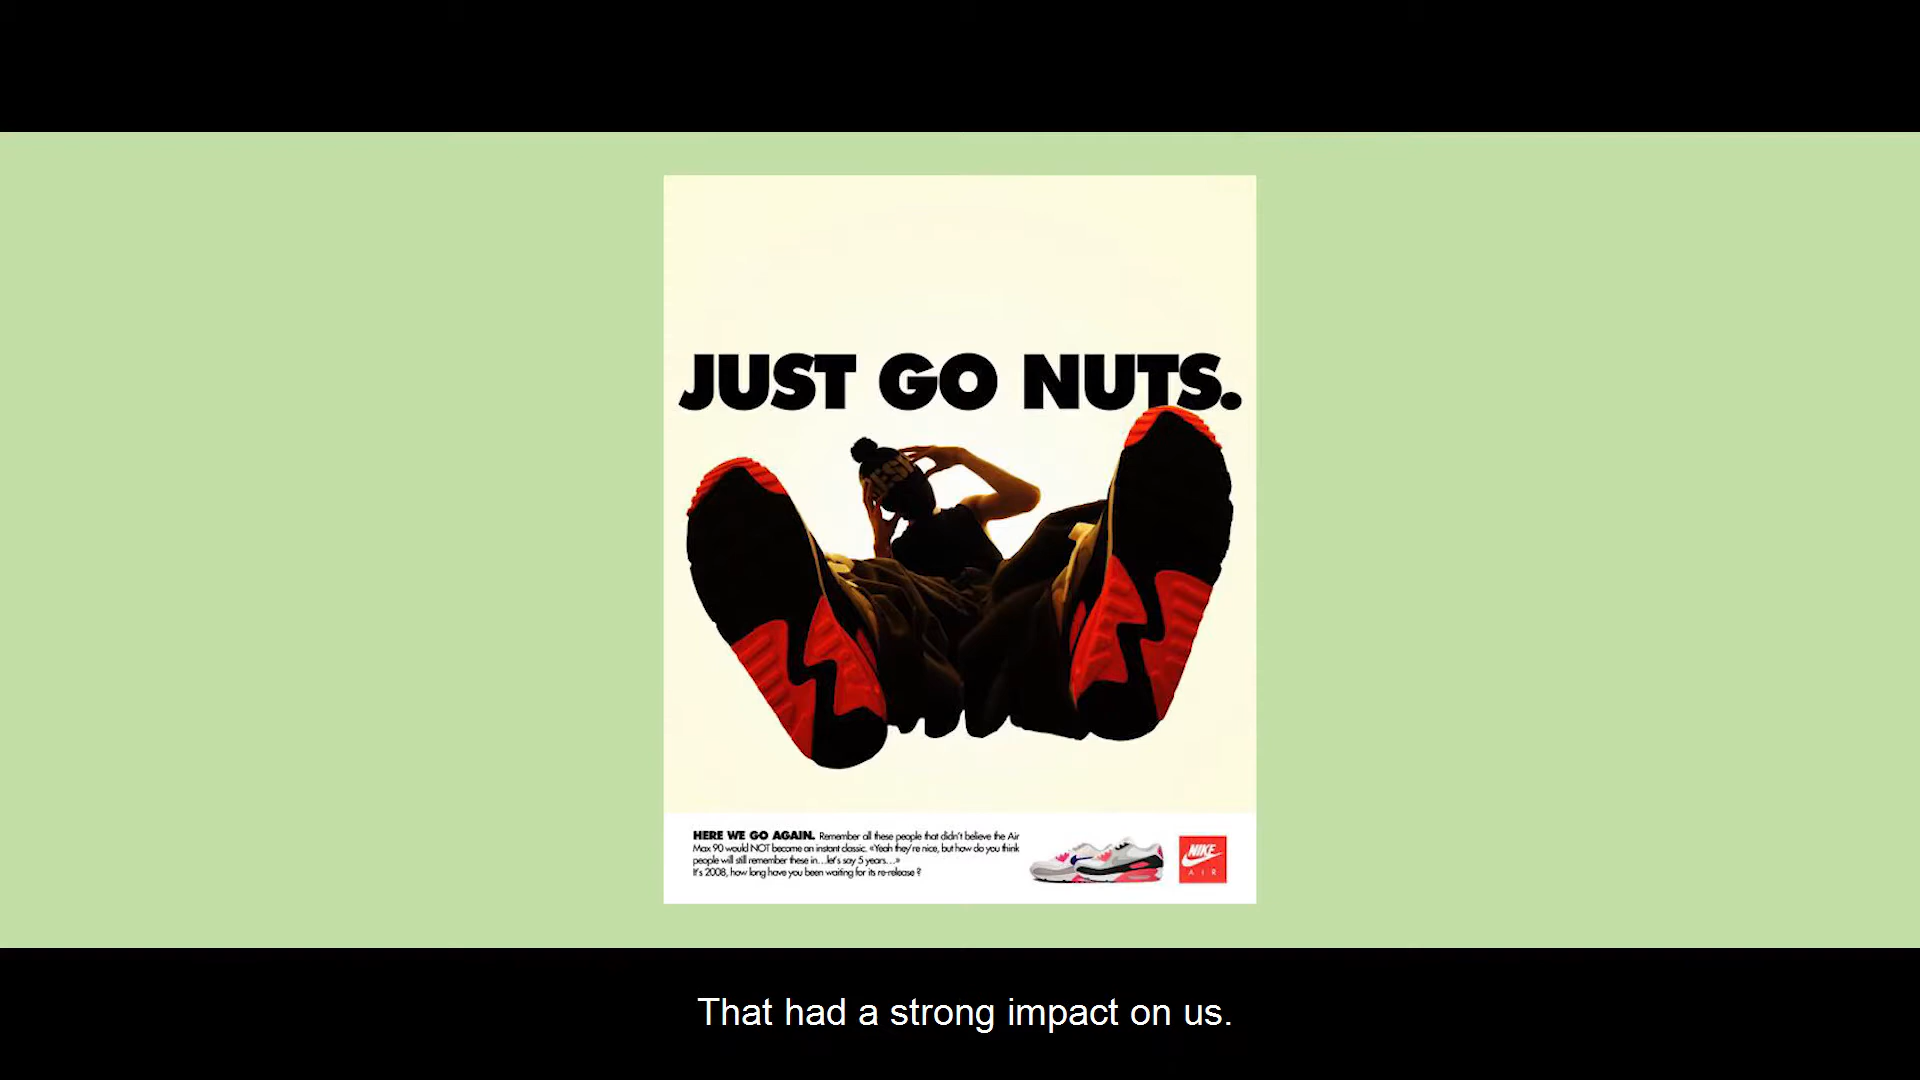 JUST GO NUTS.
RESP
HERE WE GO AGAIN. Remember all these people that didn't believe the Air
Max 90 would NOT become an instant classic. «Yeah they're nice, but how do you think
people will still remember these in...let's say 5 years...»
It's 2008, how long have you been waiting for its re-release ?
NIKE
AIR
That had a strong impact on us.